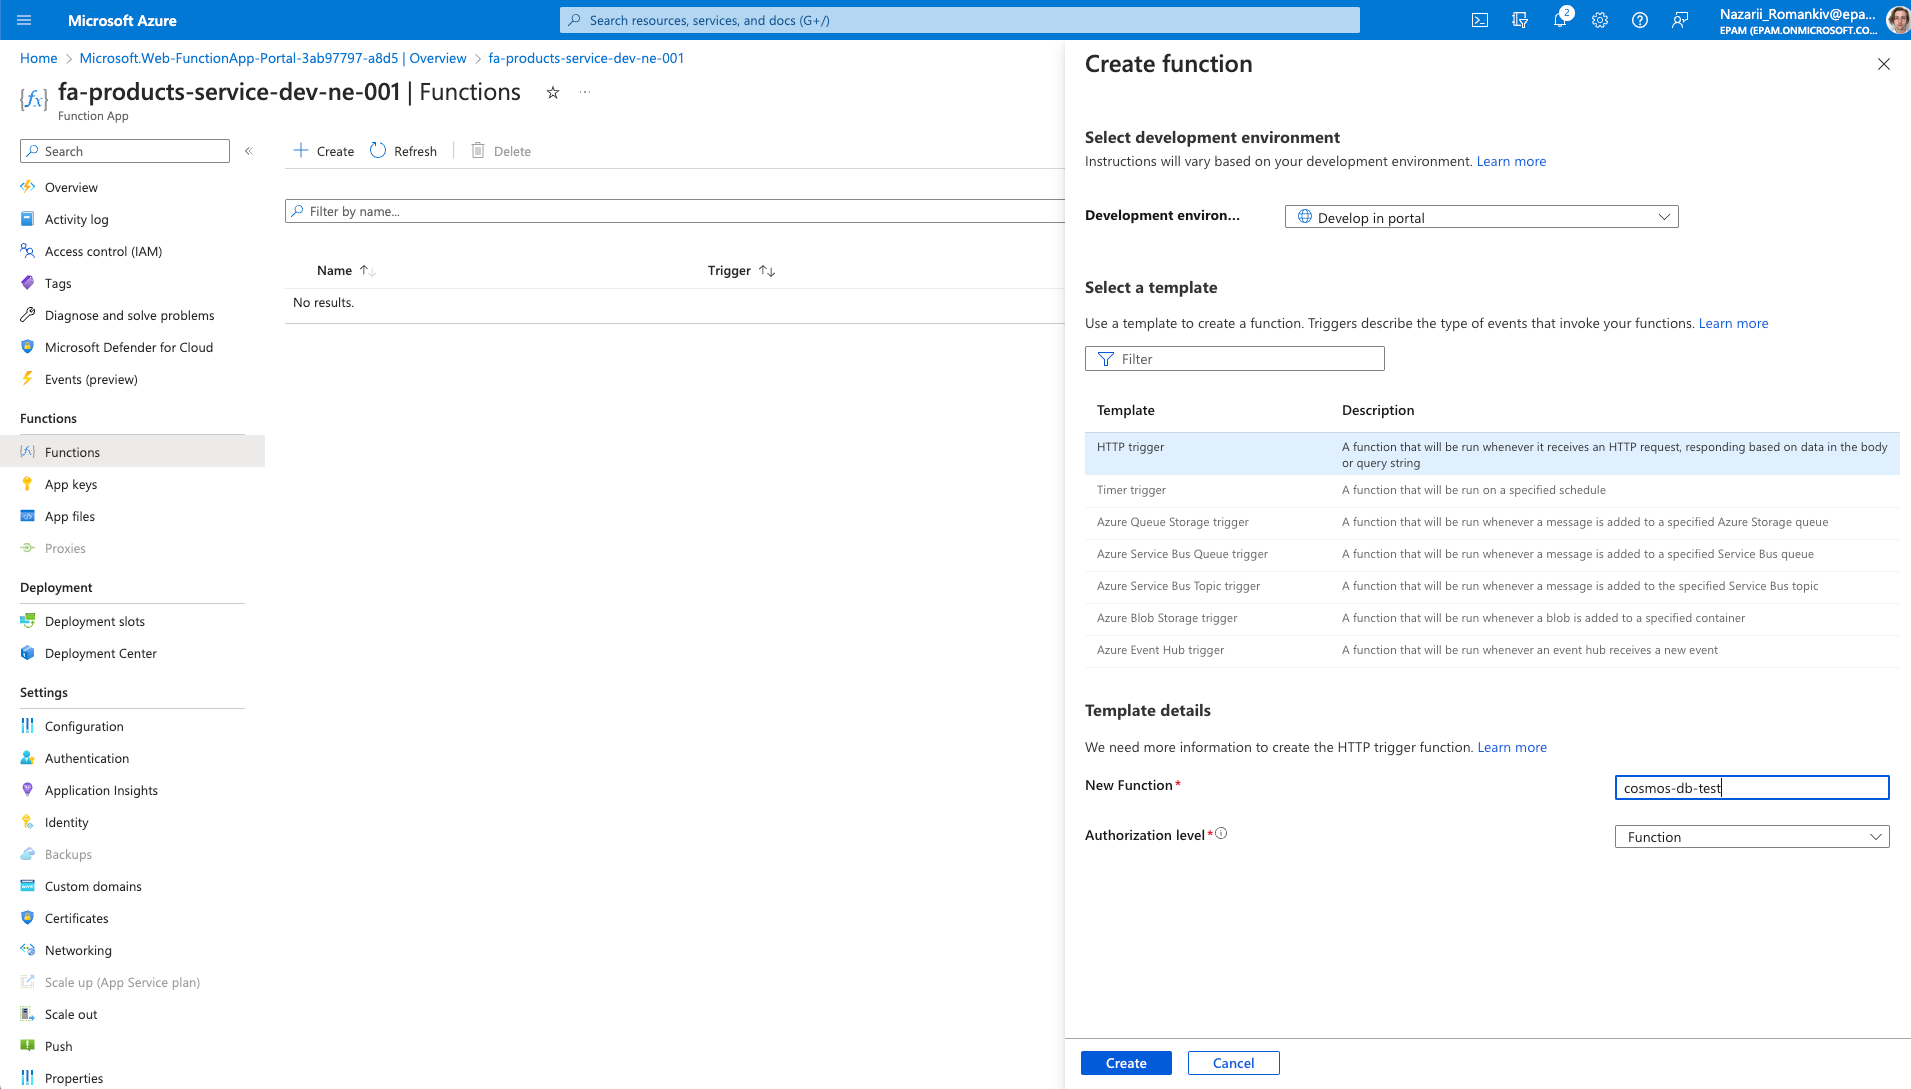 Microsoft Azure
Search resources, services, and docs (G+/)
2
Nazarii_Romankiv@epa...
EPAM (EPAM.ONMICROSOFT.CO...
Home > Microsoft.Web-FunctionApp-Portal-3ab97797-a8d5 | Overview > fa-products-service-dev-ne-001
{fx} fa-products-service-dev-ne-001 | Functions ...
Function App
Search «
Overview
Activity log
Access control (IAM)
Tags
Diagnose and solve problems
Microsoft Defender for Cloud
Events (preview)
Functions
Functions
App keys
App files
Proxies
Deployment
Deployment slots
Deployment Center
Settings
Configuration
Authentication
Application Insights
Identity
Backups
Custom domains
Certificates
Networking
Scale up (App Service plan)
Scale out
Push
Properties
Create Refresh Delete
Filter by name...
Name Trigger
No results.
Create function
Select development environment
Instructions will vary based on your development environment. Learn more
Development environ... Develop in portal
Select a template
Use a template to create a function. Triggers describe the type of events that invoke your functions. Learn more
Filter
Template Description
HTTP trigger A function that will be run whenever it receives an HTTP request, responding based on data in the body
or query string
Timer trigger A function that will be run on a specified schedule
Azure Queue Storage trigger A function that will be run whenever a message is added to a specified Azure Storage queue
Azure Service Bus Queue trigger A function that will be run whenever a message is added to a specified Service Bus queue
Azure Service Bus Topic trigger A function that will be run whenever a message is added to the specified Service Bus topic
Azure Blob Storage trigger A function that will be run whenever a blob is added to a specified container
Azure Event Hub trigger A function that will be run whenever an event hub receives a new event
Template details
We need more information to create the HTTP trigger function. Learn more
New Function* cosmos-db-test
Authorization level* Function
Create Cancel